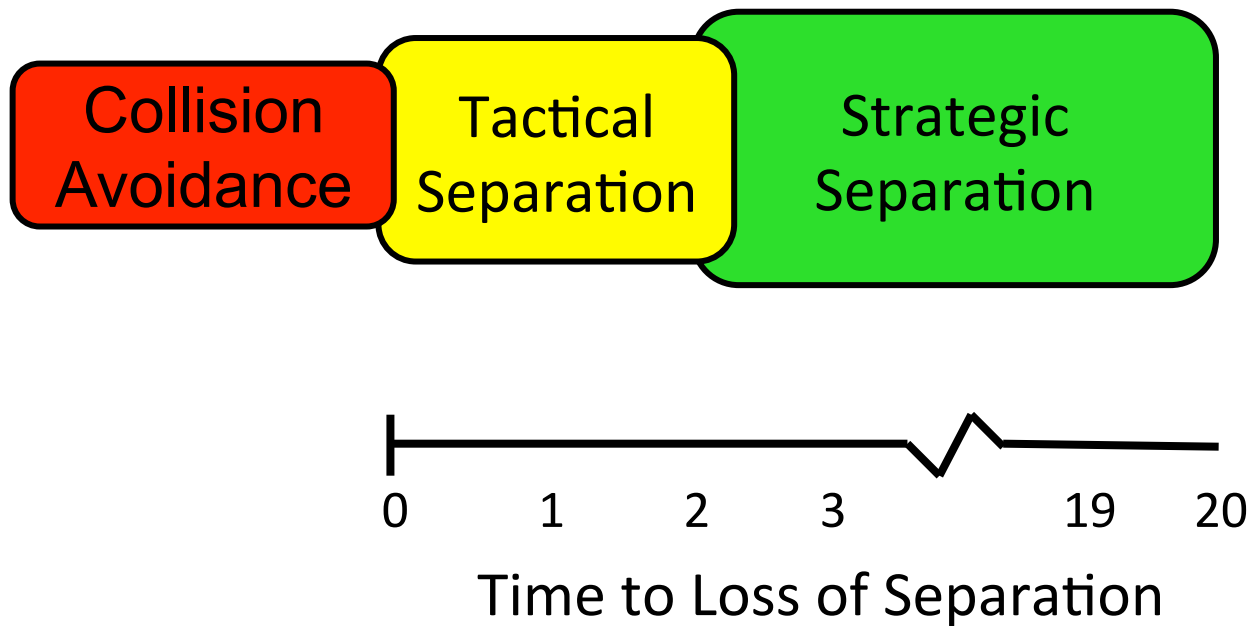 Collision
Avoidance
Tactical
Separation
Strategic
Separation
0 1 2 3 19 20
Time to Loss of Separation